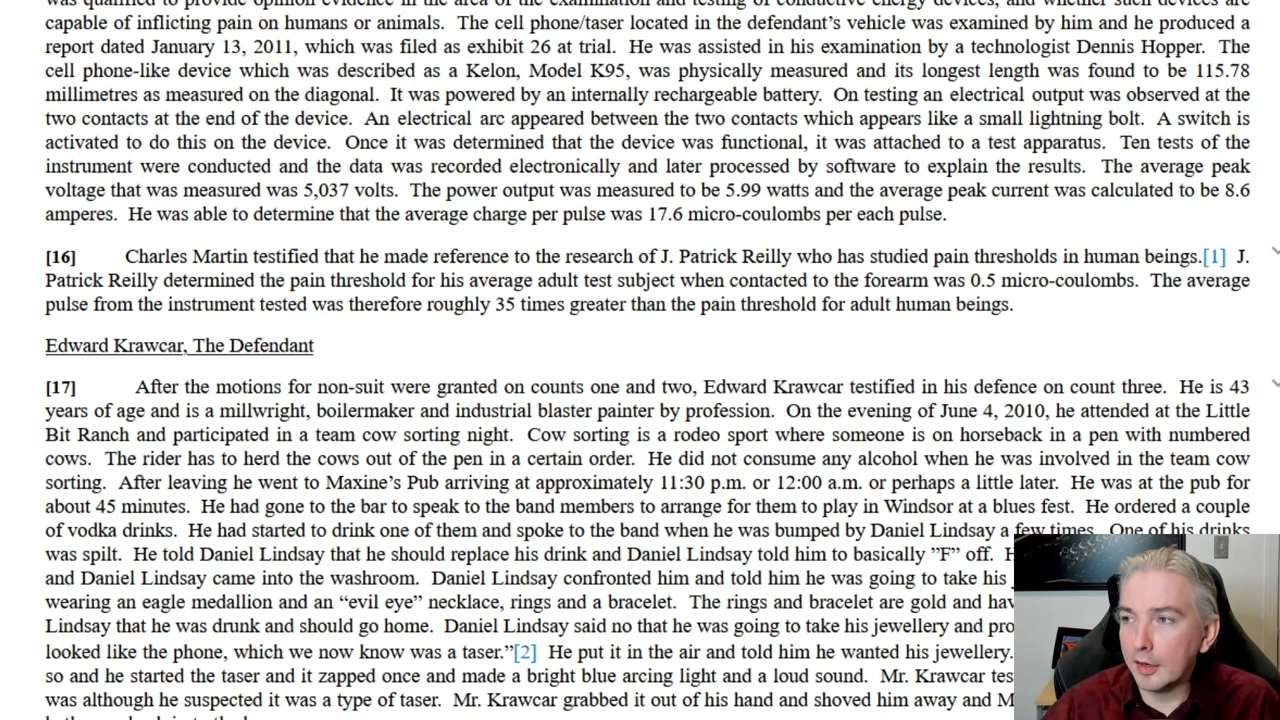 was qualified to provide opinion evidence in the area of the examination and testing of conductive energy devices, and whether such devices are
capable of inflicting pain on humans or animals. The cell phone/taser located in the defendant's vehicle was examined by him and he produced a
report dated January 13, 2011, which was filed as exhibit 26 at trial. He was assisted in his examination by a technologist Dennis Hopper. The
cell phone-like device which was described as a Kelon, Model K95, was physically measured and its longest length was found to be 115.78
millimetres as measured on the diagonal. It was powered by an internally rechargeable battery. On testing an electrical output was observed at the
two contacts at the end of the device. An electrical arc appeared between the two contacts which appears like a small lightning bolt. A switch is
activated to do this on the device. Once it was determined that the device was functional, it was attached to a test apparatus. Ten tests of the
instrument were conducted and the data was recorded electronically and later processed by software to explain the results. The average peak
voltage that was measured was 5,037 volts. The power output was measured to be 5.99 watts and the average peak current was calculated to be 8.6
amperes. He was able to determine that the average charge per pulse was 17.6 micro-coulombs per each pulse.
[16] Charles Martin testified that he made reference to the research of J. Patrick Reilly who has studied pain thresholds in human beings.[1] J.
Patrick Reilly determined the pain threshold for his average adult test subject when contacted to the forearm was 0.5 micro-coulombs. The average
pulse from the instrument tested was therefore roughly 35 times greater than the pain threshold for adult human beings.
Edward Krawcar, The Defendant
[17] After the motions for non-suit were granted on counts one and two, Edward Krawcar testified in his defence on count three. He is 43
years of age and is a millwright, boilermaker and industrial blaster painter by profession. On the evening of June 4, 2010, he attended at the Little
Bit Ranch and participated in a team cow sorting night. Cow sorting is a rodeo sport where someone is on horseback in a pen with numbered
cows. The rider has to herd the cows out of the pen in a certain order. He did not consume any alcohol when he was involved in the team cow
sorting. After leaving he went to Maxine's Pub arriving at approximately 11:30 p.m. or 12:00 a.m. or perhaps a little later. He was at the pub for
about 45 minutes. He had gone to the bar to speak to the band members to arrange for them to play in Windsor at a blues fest. He ordered a couple
of vodka drinks. He had started to drink one of them and spoke to the band when he was bumped by Daniel Lindsay a few times. One of his drinks
was spilt. He told Daniel Lindsay that he should replace his drink and Daniel Lindsay told him to basically ”F” off.
and Daniel Lindsay came into the washroom. Daniel Lindsay confronted him and told him he was going to take his
wearing an eagle medallion and an “evil eye” necklace, rings and a bracelet. The rings and bracelet are gold and
Lindsay that he was drunk and should go home. Daniel Lindsay said no that he was going to take his jewellery and
looked like the phone, which we now know was a taser.”[2] He put it in the air and told him he wanted his jewellery.
so and he started the taser and it zapped once and made a bright blue arcing light and a loud sound. Mr. Krawcar
was although he suspected it was a type of taser. Mr. Krawcar grabbed it out of his hand and shoved him away and